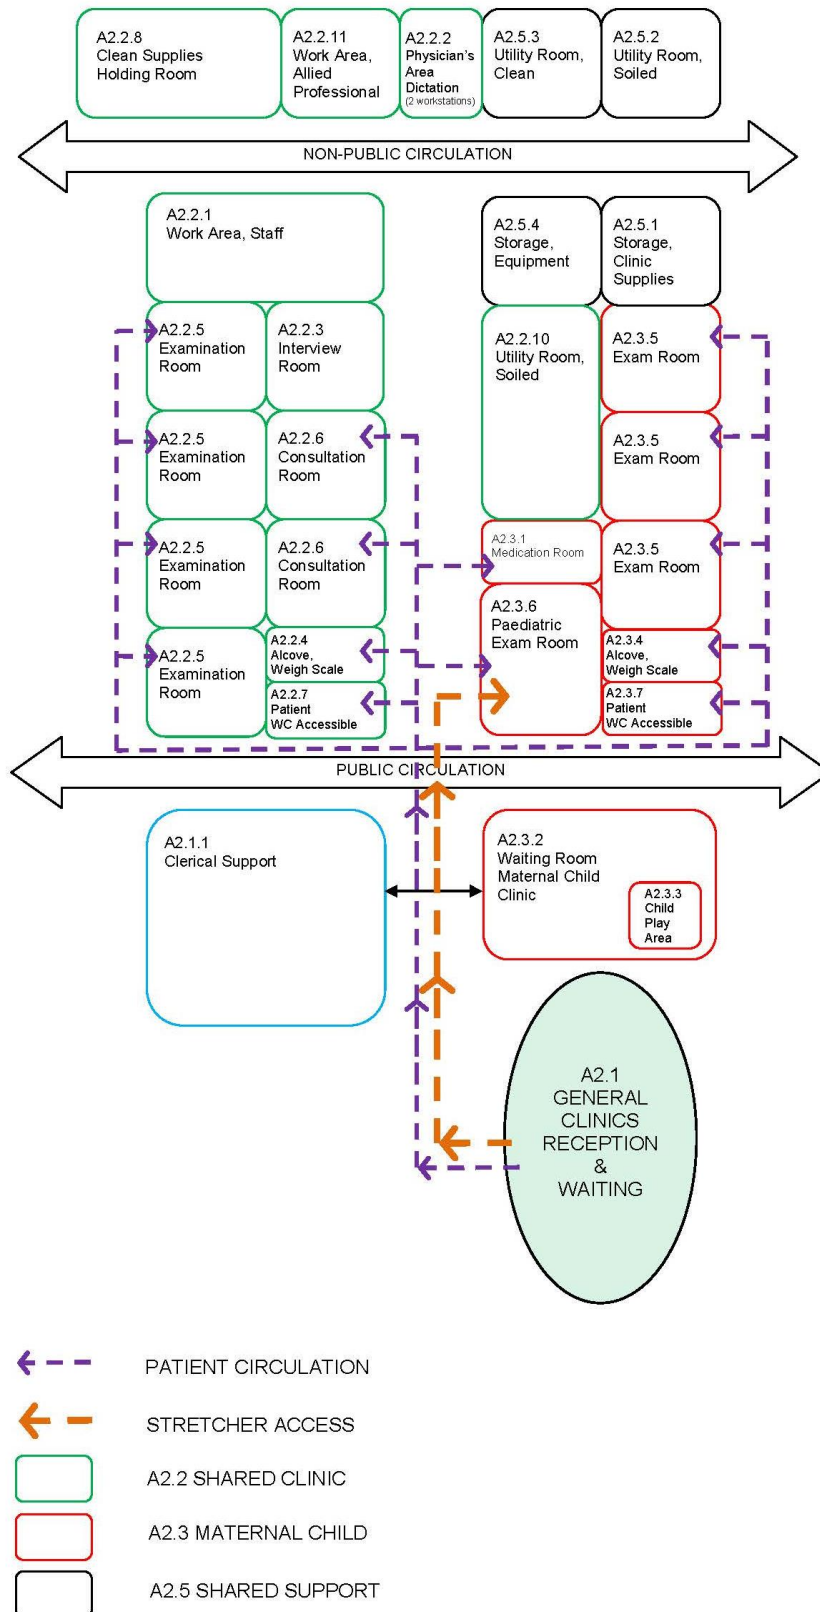 A2.2.8
Clean Supplies
Holding Room
A2.2.11
Work Area,
Allied
Professional
A2.2.2
Physician's
Area
Dictation
(2 workstations)
A2.5.3
Utility Room,
Clean
A2.5.2
Utility Room,
Soiled
NON-PUBLIC CIRCULATION
A2.2.1
Work Area, Staff
A2.5.4
Storage,
Equipment
A2.5.1
Storage,
Clinic
Supplies
A2.2.5
Examination
Room
A2.2.3
Interview
Room
A2.2.10
Utility Room,
Soiled
A2.3.5
Exam Room
A2.2.5
Examination
Room
A2.2.6
Consultation
Room
A2.3.5
Exam Room
A2.2.5
Examination
Room
A2.2.6
Consultation
Room
A2.3.1
Medication Room
A2.3.5
Exam Room
A2.2.5
Examination
Room
A2.2.4
Alcove,
Weigh Scale
A2.2.7
Patient
WC Accessible
A2.3.6
Paediatric
Exam Room
A2.3.4
Alcove,
Weigh Scale
A2.3.7
Patient
WC Accessible
PUBLIC CIRCULATION
A2.1.1
Clerical Support
A2.3.2
Waiting Room
Maternal Child
Clinic
A2.3.3
Child
Play
Area
A2.1
GENERAL
CLINICS
RECEPTION
&
WAITING
PATIENT CIRCULATION
STRETCHER ACCESS
A2.2 SHARED CLINIC
A2.3 MATERNAL CHILD
A2.5 SHARED SUPPORT